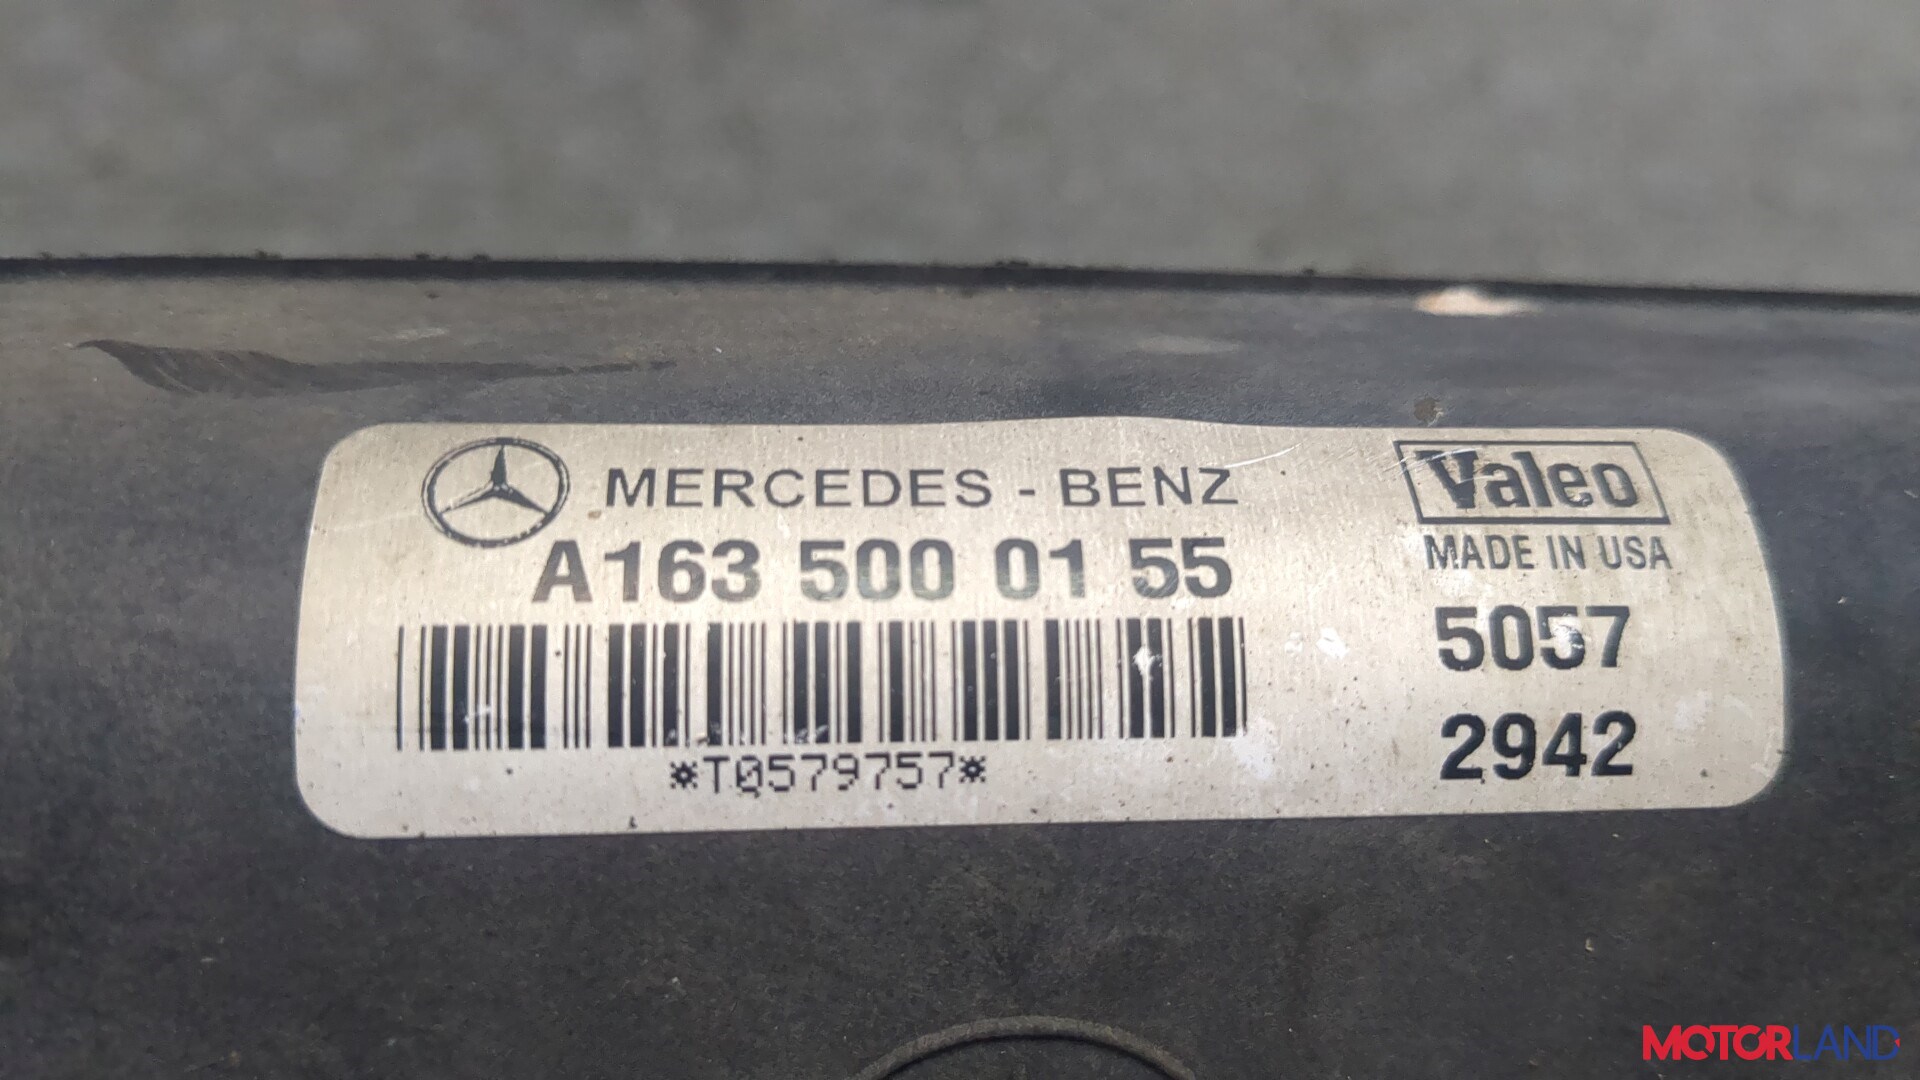 MERCEDES - BENZ
A163 500 01 55
*T0579757*
Valeo
MADE IN USA
5057
2942
MOTORLAND